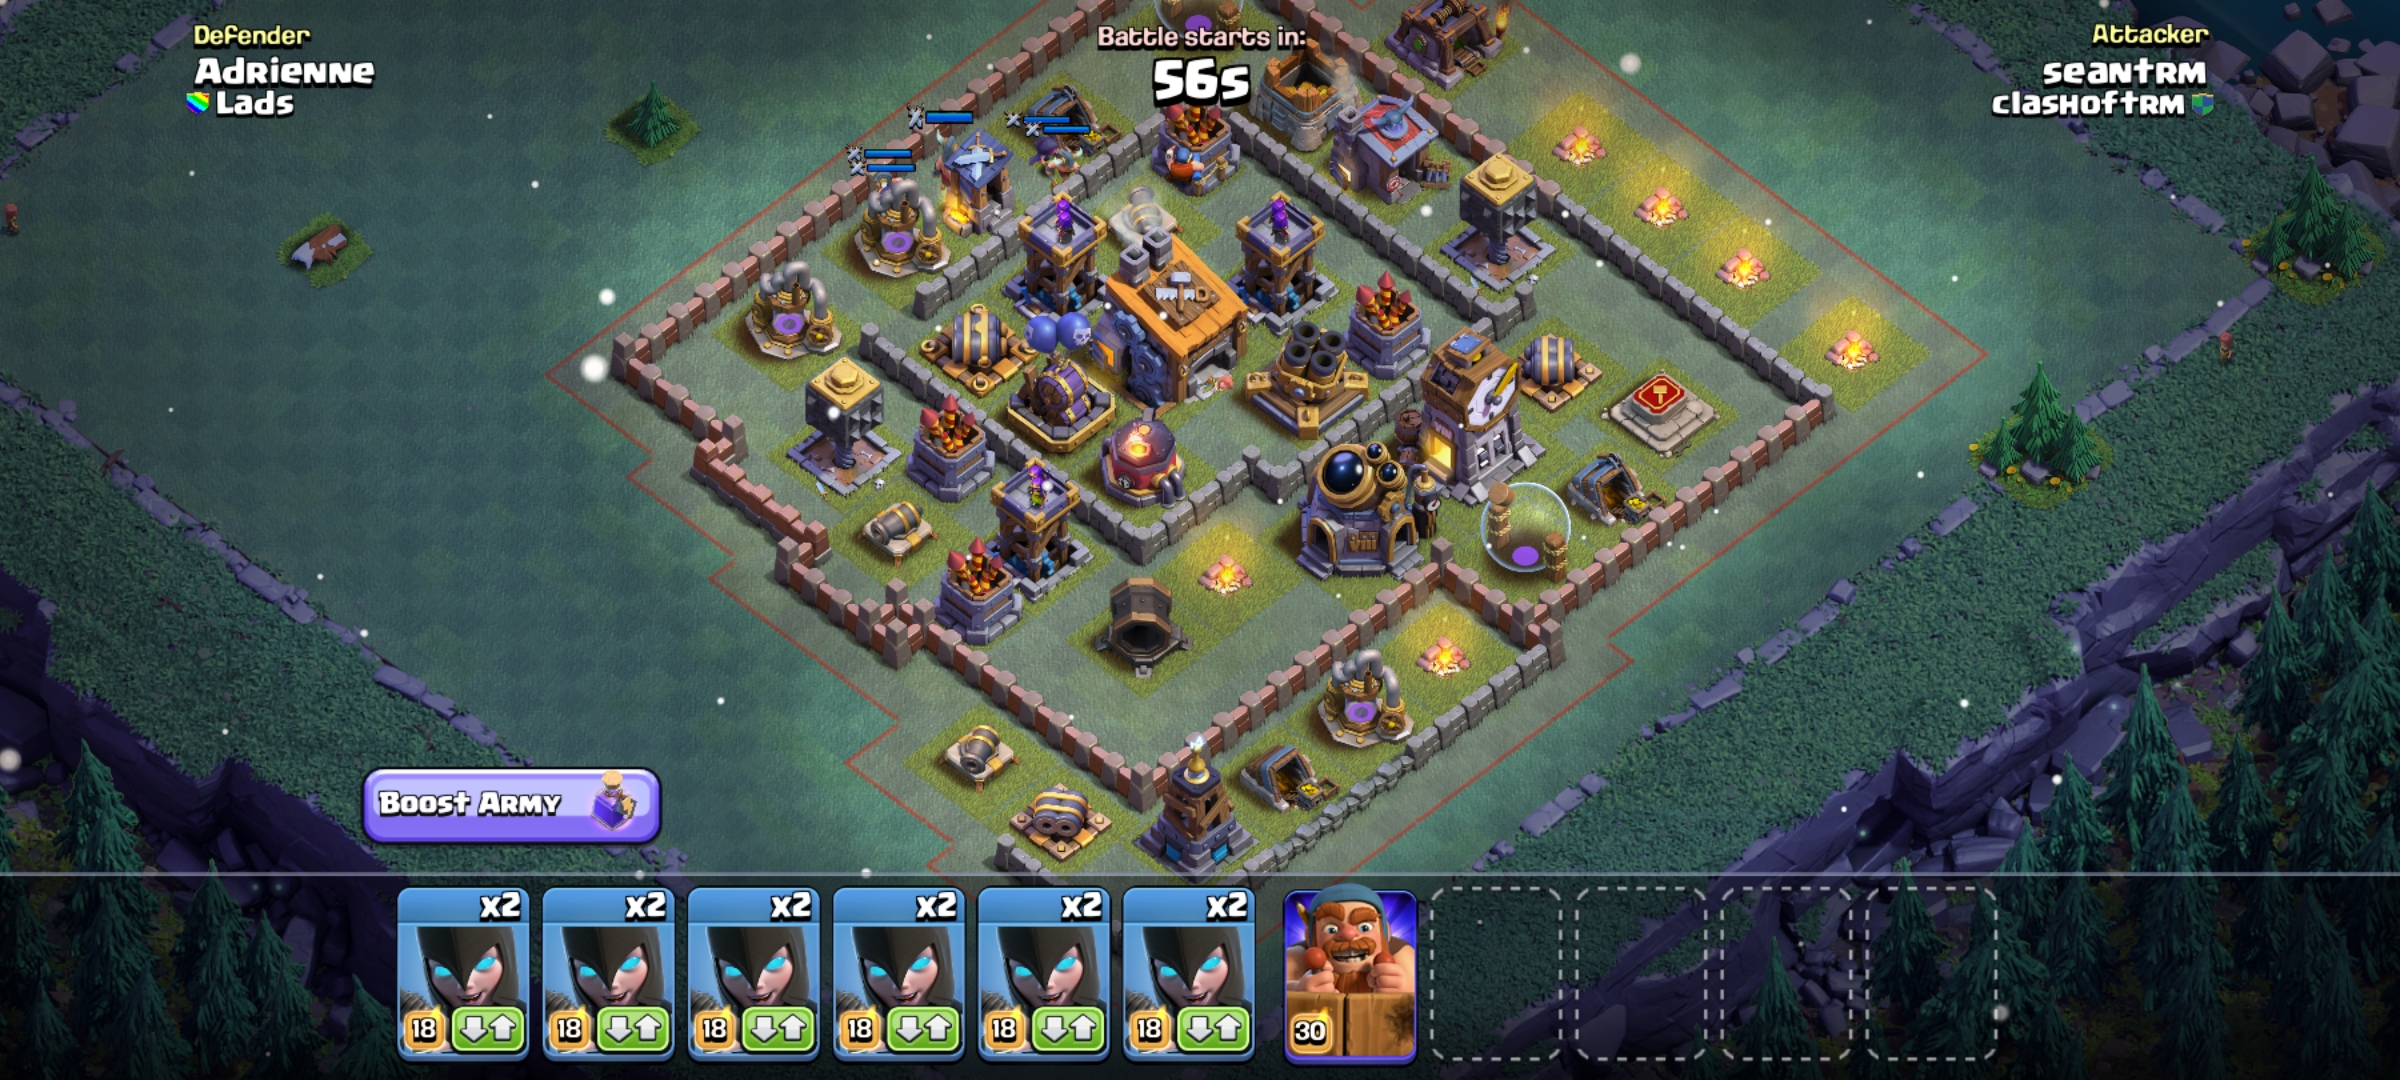 Defender
Adrienne
Lads
Battle starts in:
56s
Attacker
seantRM
clashoftRM
VIII
Boost Army
x2
x2
x2
x2
x2
x2
18
18
18
18
18
18
30